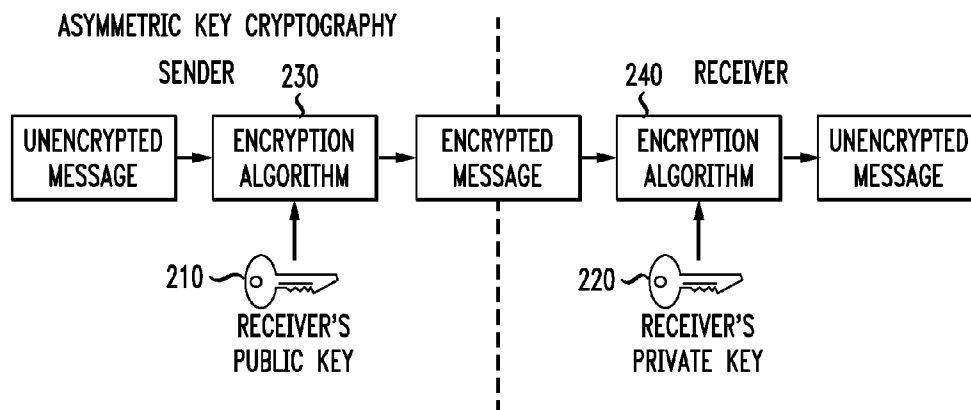 ASYMMETRIC KEY CRYPTOGRAPHY
SENDER
230
240
RECEIVER
UNENCRYPTED
MESSAGE
ENCRYPTION
ALGORITHM
ENCRYPTED
MESSAGE
ENCRYPTION
ALGORITHM
UNENCRYPTED
MESSAGE
210
RECEIVER'S
PUBLIC KEY
220
RECEIVER'S
PRIVATE KEY